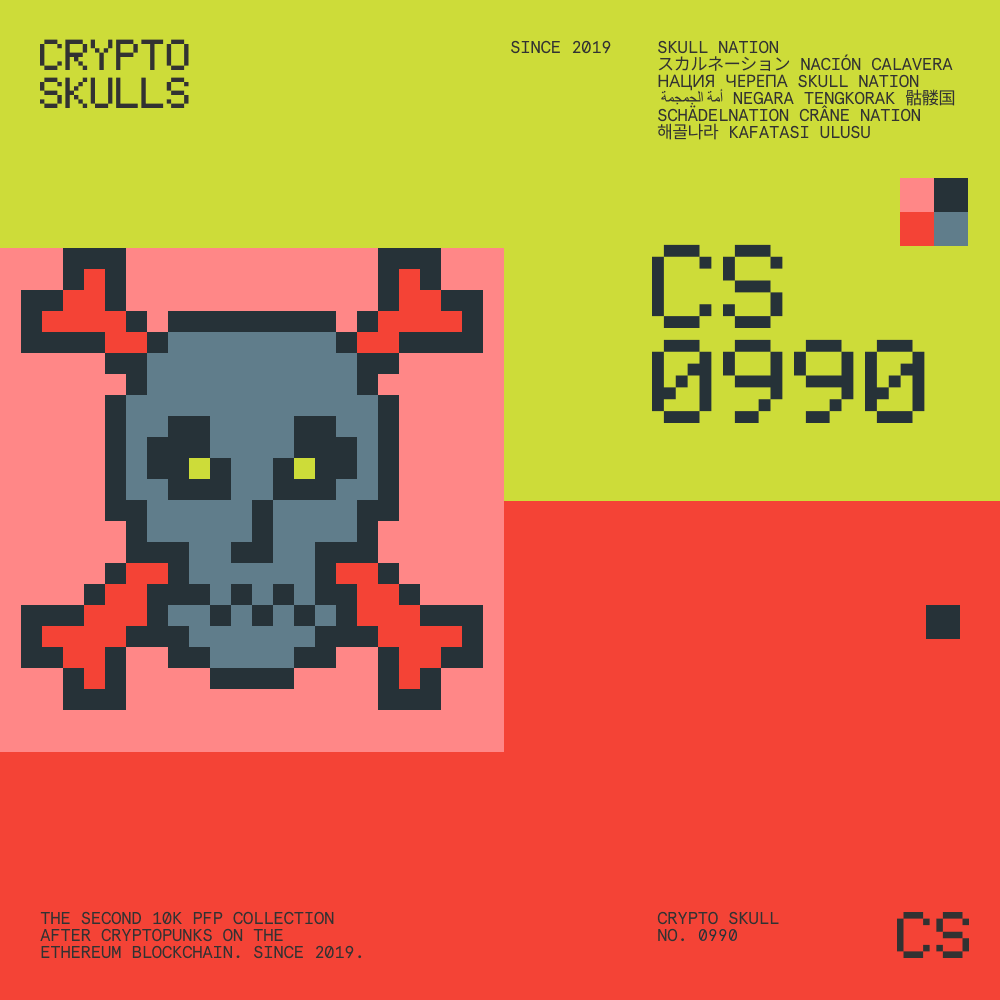 CRYPTO
SKULLS
SINCE 2019
SKULL NATION
スカルネーション NACIÓN CALAVERA
НАЦИЯ ЧЕРЕПА SKULL NATION
أمة الجمجمة NEGARA TENGKORAK 骷髅国
SCHÄDELNATION CRÂNE NATION
해골나라 KAFATASI ULUSU
CS
0990
THE SECOND 10K PFP COLLECTION
AFTER CRYPTOPUNKS ON THE
ETHEREUM BLOCKCHAIN. SINCE 2019.
CRYPTO SKULL
NO. 0990
CS